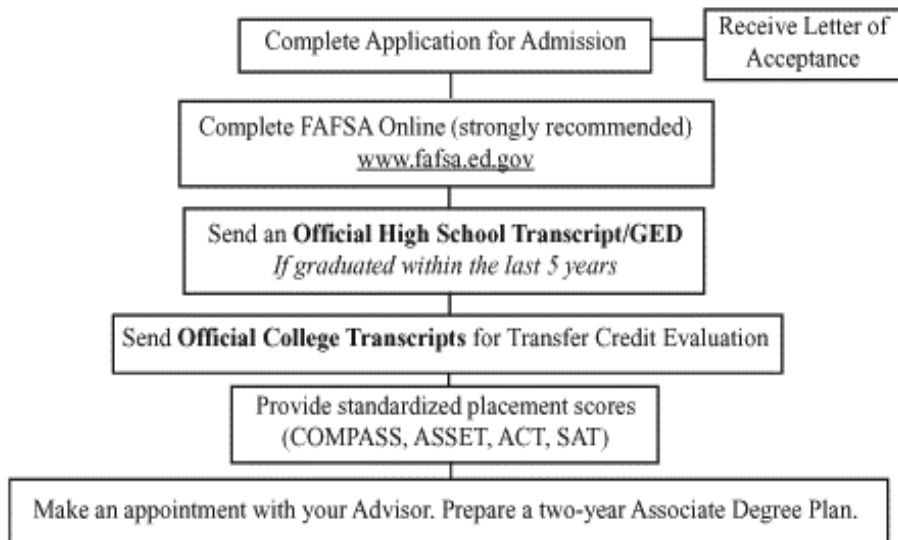 Complete Application for Admission
Receive Letter of
Acceptance
Complete FAFSA Online (strongly recommended)
www.fafsa.ed.gov
Send an Official High School Transcript/GED
If graduated within the last 5 years
Send Official College Transcripts for Transfer Credit Evaluation
Provide standardized placement scores
(COMPASS, ASSET, ACT, SAT)
Make an appointment with your Advisor. Prepare a two-year Associate Degree Plan.